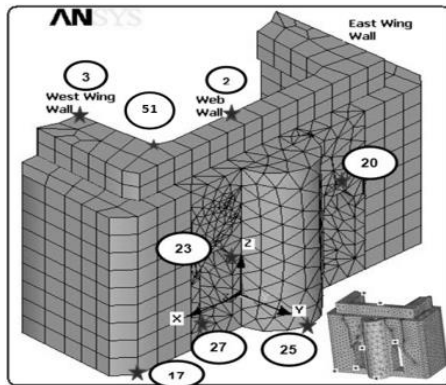 ANSYS
East Wing
Wall
3
2
West Wing
Wall
51
Web
Wall
20
23
Z
X
Y
27
25
17